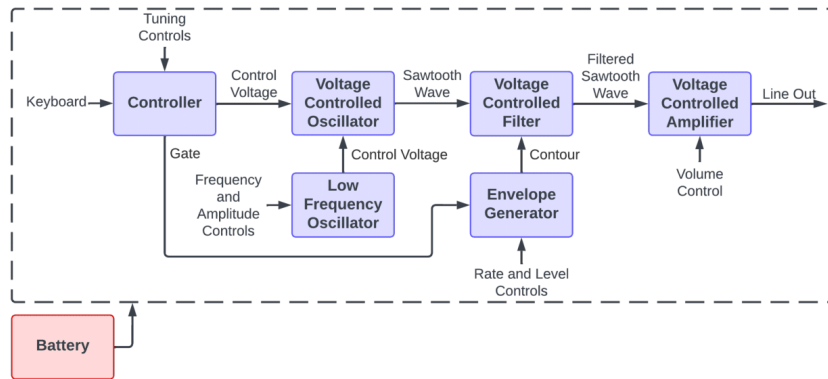 Tuning
Controls
Keyboard
Controller
Control
Voltage
Voltage
Controlled
Oscillator
Sawtooth
Wave
Voltage
Controlled
Filter
Filtered
Sawtooth
Wave
Voltage
Controlled
Amplifier
Line Out
Gate
Control Voltage
Contour
Volume
Control
Frequency
and
Amplitude
Controls
Low
Frequency
Oscillator
Envelope
Generator
Rate and Level
Controls
Battery